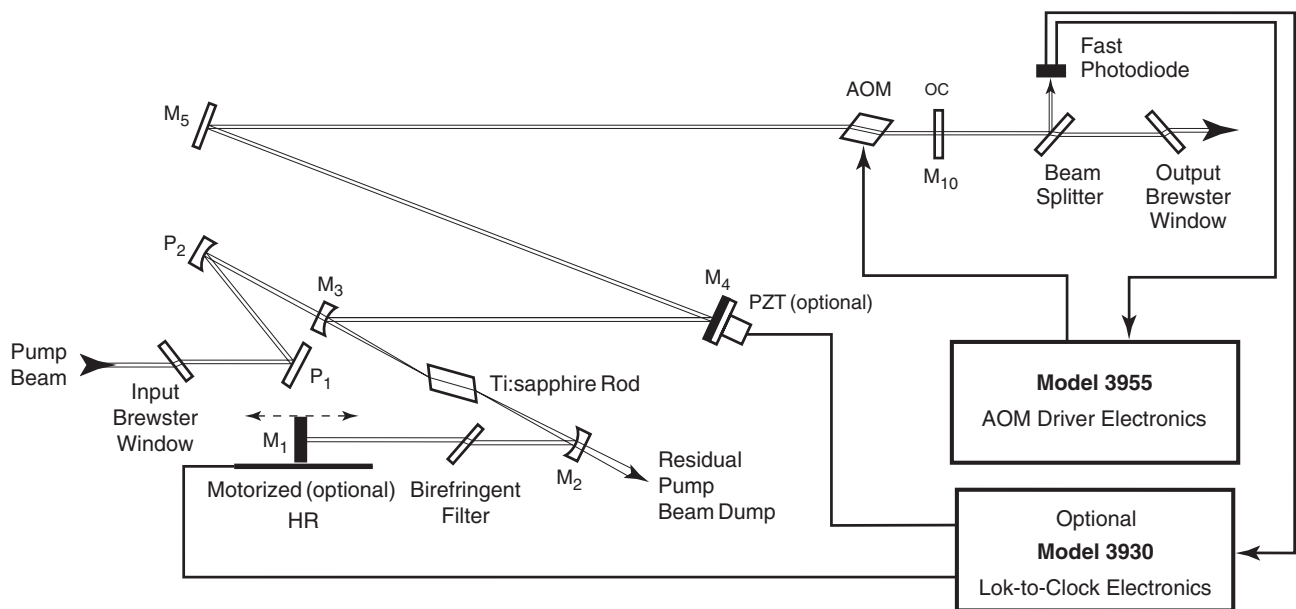 Fast
Photodiode
AOM
OC
M5
M10
Beam
Splitter
Output
Brewster
Window
P2
M3
M4
PZT (optional)
Pump
Beam
P1
Input
Brewster
Window
Ti:sapphire Rod
Model 3955
AOM Driver Electronics
M1
M2
Motorized (optional)
HR
Birefringent
Filter
Residual
Pump
Beam Dump
Optional
Model 3930
Lok-to-Clock Electronics